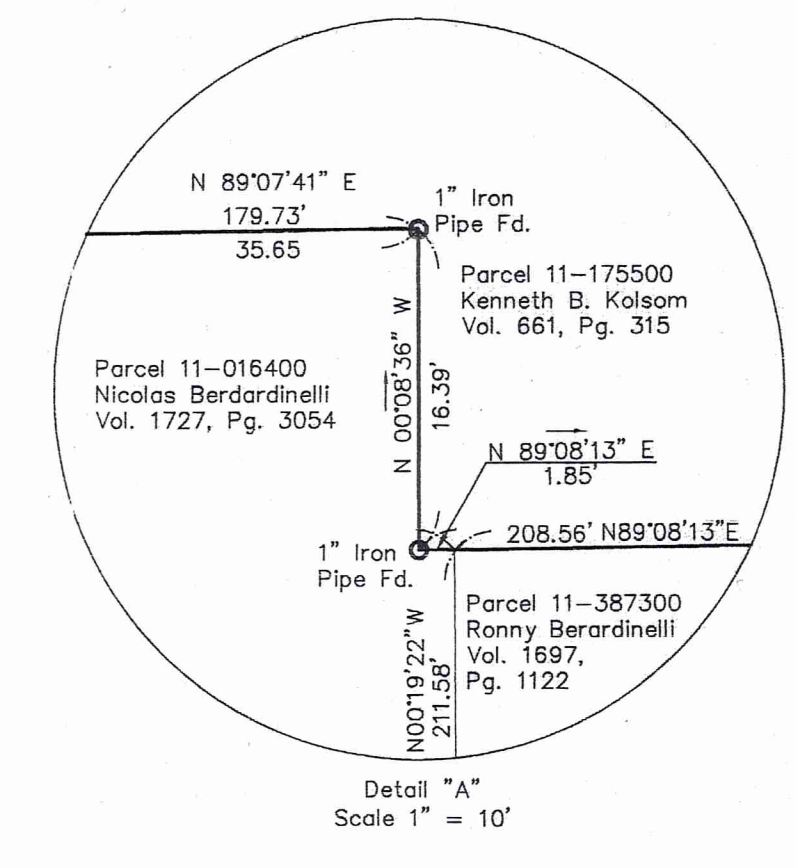 N 89°07'41" E
179.73'
35.65
1" Iron
Pipe Fd.
Parcel 11-175500
Kenneth B. Kolsom
Vol. 661, Pg. 315
N 00°08'36" W
16.39'
Parcel 11-016400
Nicolas Berdardinelli
Vol. 1727, Pg. 3054
N 89°08'13" E
1.85'
208.56' N89°08'13"E
1" Iron
Pipe Fd.
N00°19'22"W
211.58'
Parcel 11-387300
Ronny Berardinelli
Vol. 1697,
Pg. 1122
Detail "A"
Scale 1" = 10'